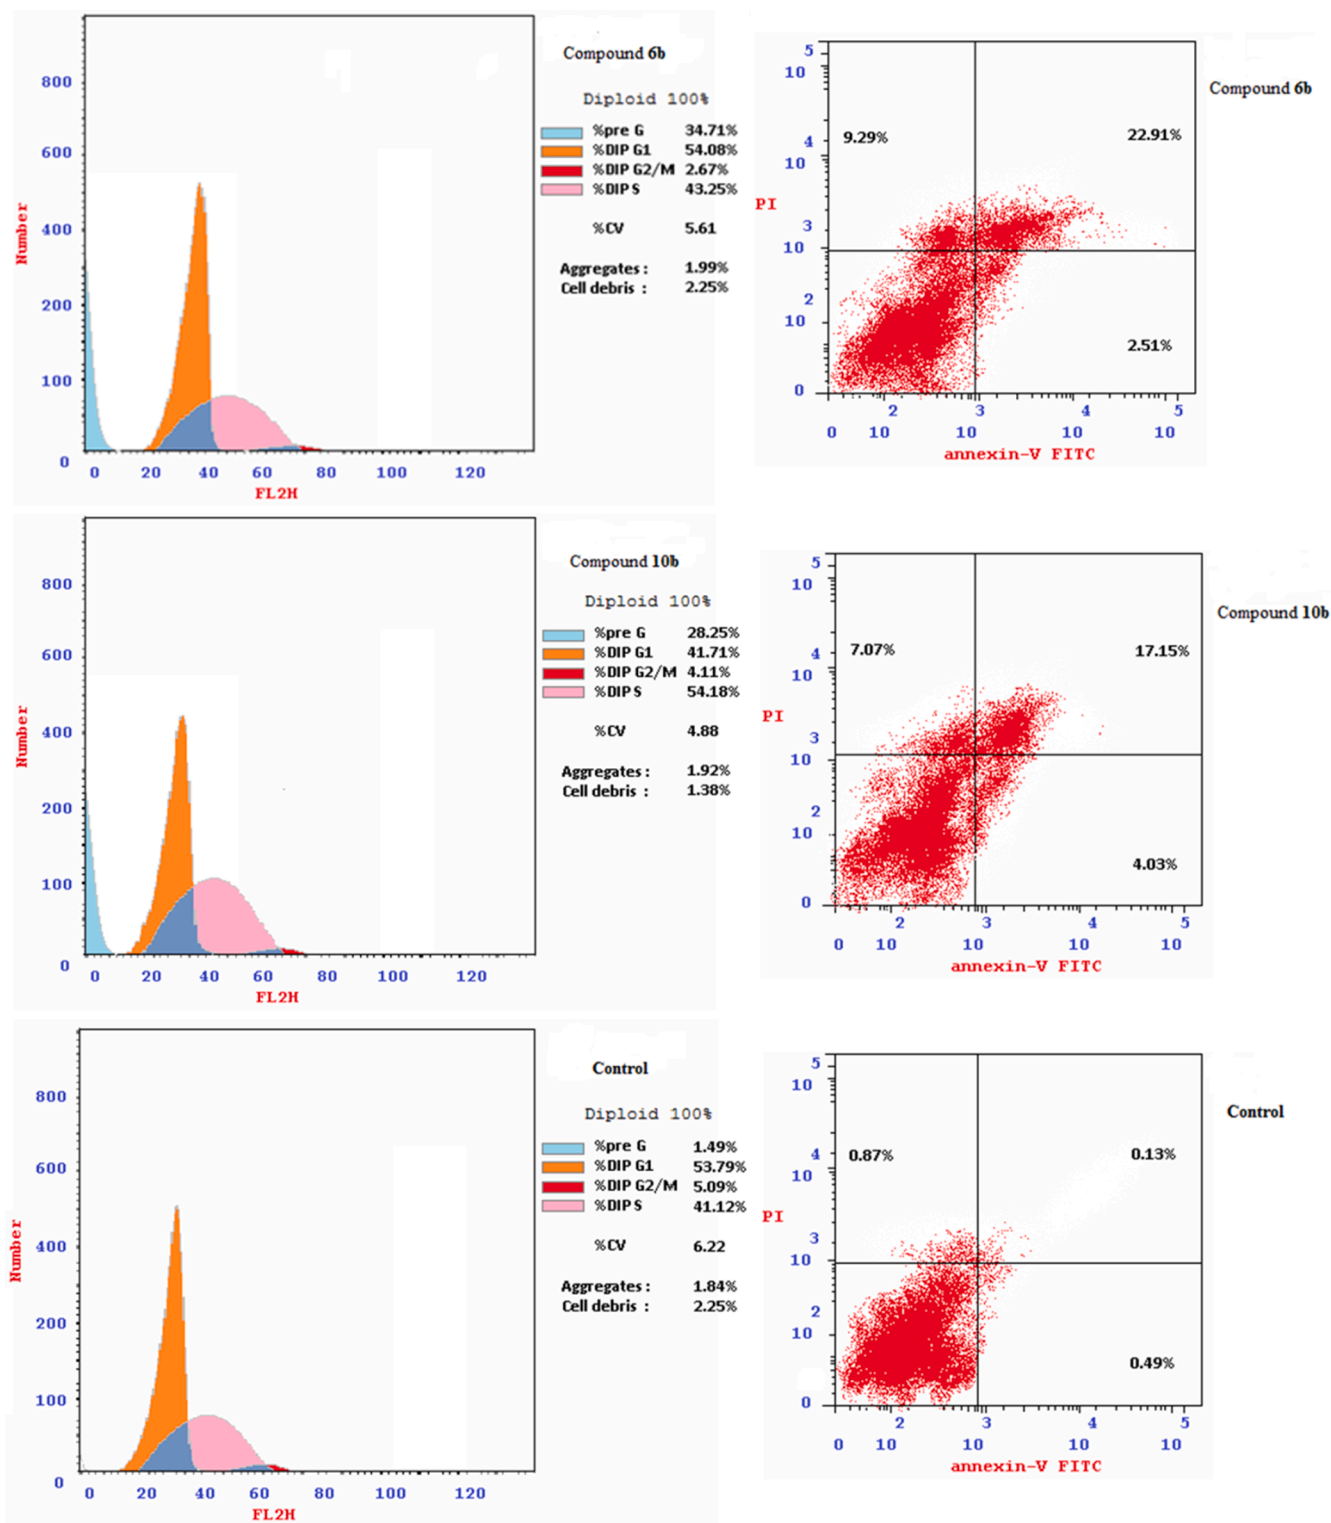 Compound 6b
Diploid 100%
%pre G 34.71%
%DIP G1 54.08%
%DIP G2/M 2.67%
%DIP S 43.25%
%CV 5.61
Aggregates : 1.99%
Cell debris : 2.25%
Number
800
600
400
200
100
0
0 20 40 60 80 100 120
FL2H
Compound 6b
9.29%
22.91%
2.51%
PI
5
10
4
10
3
10
2
10
0
2 3 4 5
0 10 10 10 10
annexin-V FITC
Compound 10b
Diploid 100%
%pre G 28.25%
%DIP G1 41.71%
%DIP G2/M 4.11%
%DIP S 54.18%
%CV 4.88
Aggregates : 1.92%
Cell debris : 1.38%
Number
800
600
400
200
100
0
0 20 40 60 80 100 120
FL2H
Compound 10b
7.07%
17.15%
4.03%
PI
5
10
4
10
3
10
2
10
0
2 3 4 5
0 10 10 10 10
annexin-V FITC
Control
Diploid 100%
%pre G 1.49%
%DIP G1 53.79%
%DIP G2/M 5.09%
%DIP S 41.12%
%CV 6.22
Aggregates : 1.84%
Cell debris : 2.25%
Number
800
600
400
200
100
0
0 20 40 60 80 100 120
FL2H
Control
0.87%
0.13%
0.49%
PI
5
10
4
10
3
10
2
10
0
2 3 4 5
0 10 10 10 10
annexin-V FITC